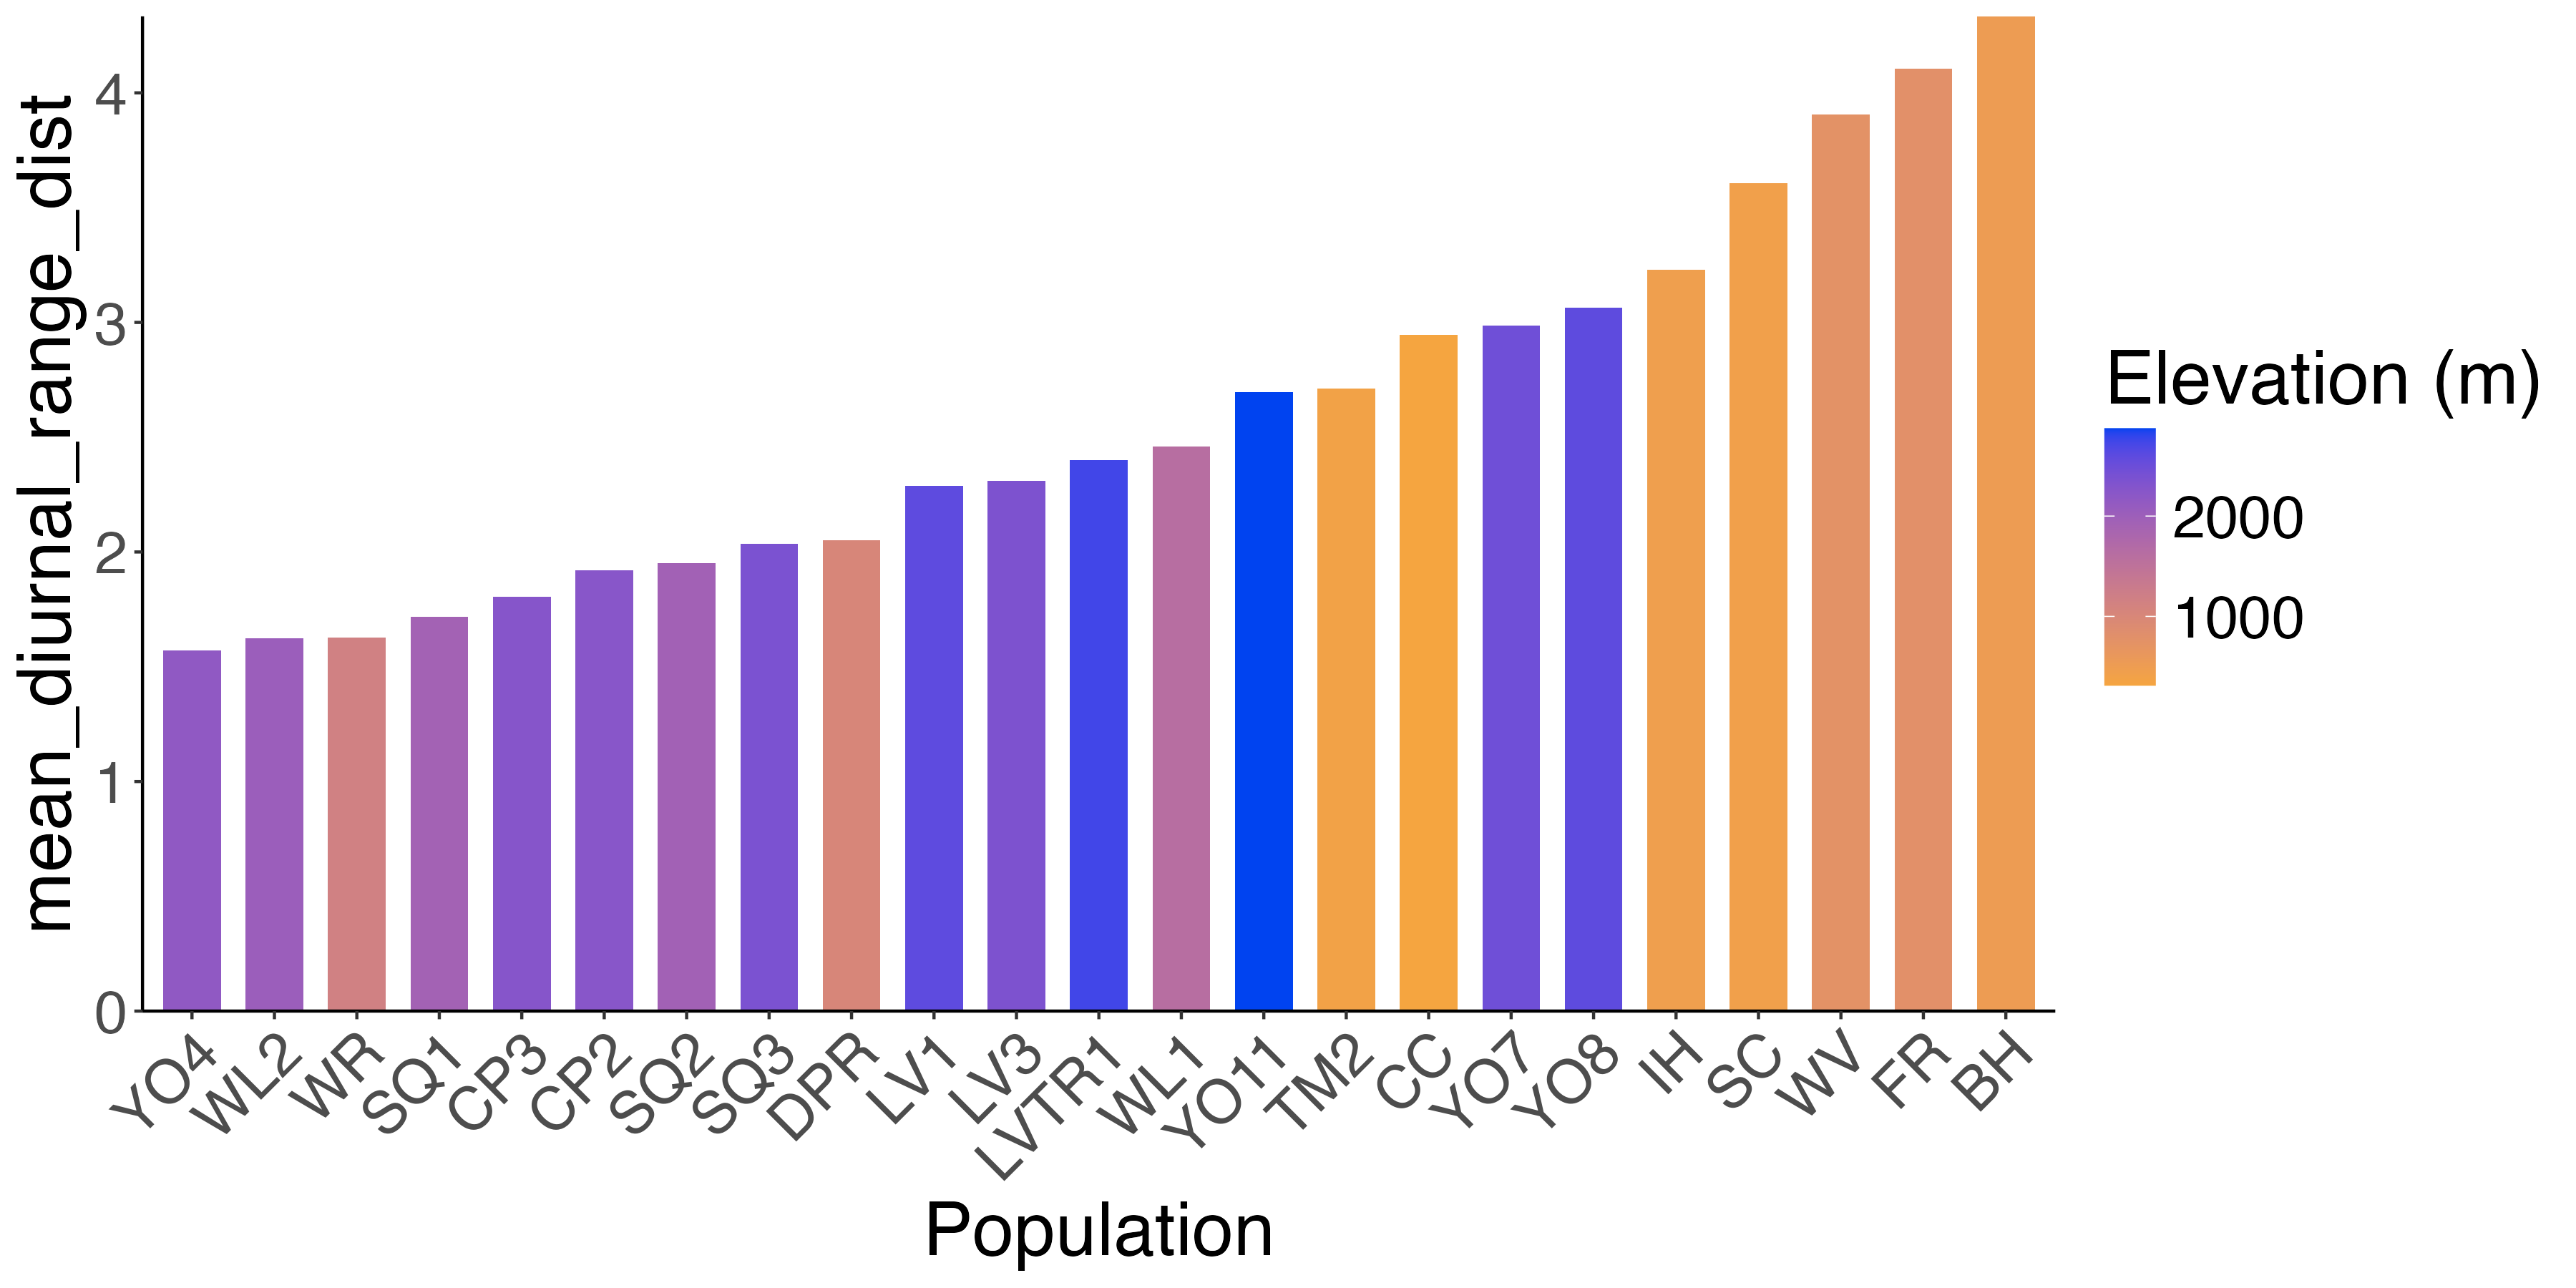 mean_diurnal_range_dist
4
3
2
1
0
YO4
WL2
WR
SQ1
CP3
CP2
SQ2
SQ3
DPR
LV1
LV3
LVTR1
WL1
YO11
TM2
CC
YO7
YO8
IH
SC
WV
FR
BH
Population
Elevation (m)
2000
1000